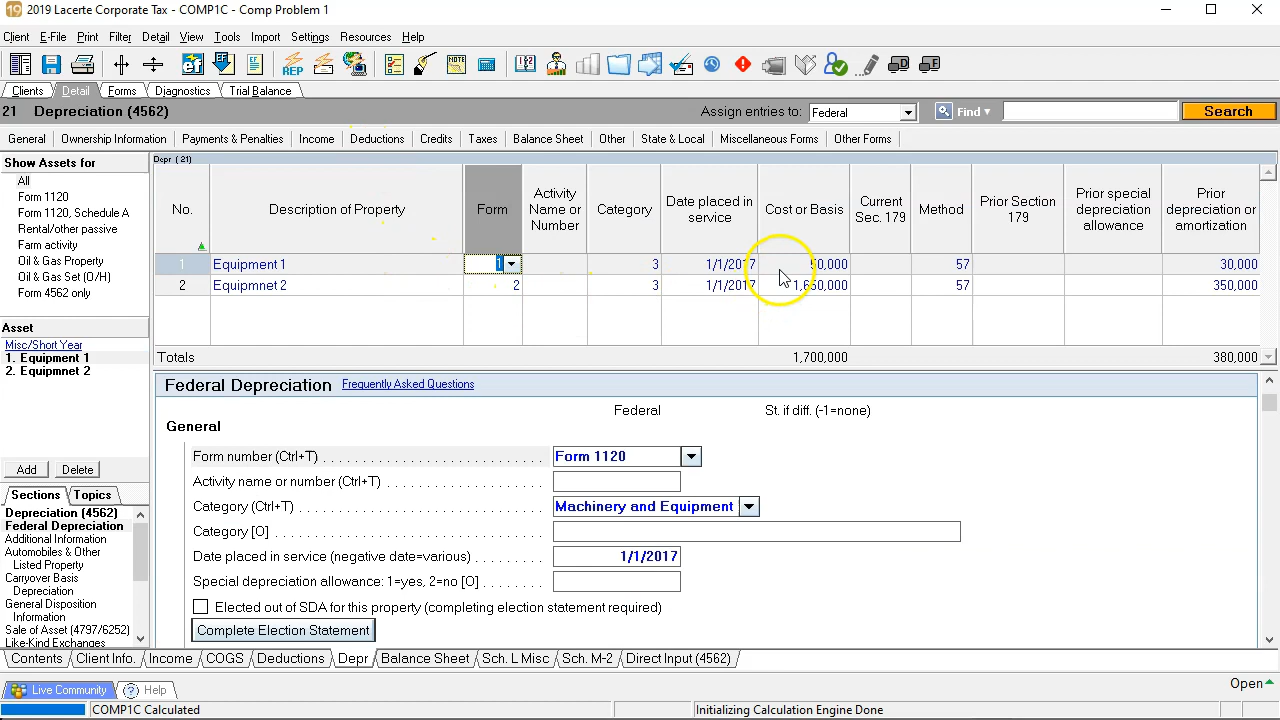 19 2019 Lacerte Corporate Tax - COMP1C - Comp Problem 1
Client E-File Print Filter Detail View Tools Import Settings Resources Help
Clients Detail Forms Diagnostics Trial Balance
21 Depreciation (4562) Assign entries to: Federal Find Search
General Ownership Information Payments & Penalties Income Deductions Credits Taxes Balance Sheet Other State & Local Miscellaneous Forms Other Forms
Show Assets for
All
Form 1120
Form 1120, Schedule A
Rental/other passive
Farm activity
Oil & Gas Property
Oil & Gas Set (O/H)
Form 4562 only
Asset
Misc/Short Year
1. Equipment 1
2. Equipmnet 2
Add Delete
Sections Topics
Depreciation (4562)
Federal Depreciation
Additional Information
Automobiles & Other
Listed Property
Carryover Basis
Depreciation
General Disposition
Information
Sale of Asset (4797/6252)
Like-Kind Exchanges
Depr (21)
No. Description of Property Form Activity Name or Number Category Date placed in service Cost or Basis Current Sec. 179 Method Prior Section 179 Prior special depreciation allowance Prior depreciation or amortization
1 Equipment 1 1 3 1/1/2017 50,000 57 30,000
2 Equipmnet 2 2 3 1/1/2017 1,650,000 57 350,000
Totals 1,700,000 380,000
Federal Depreciation Frequently Asked Questions
Federal St. if diff. (-1=none)
General
Form number (Ctrl+T) Form 1120
Activity name or number (Ctrl+T)
Category (Ctrl+T) Machinery and Equipment
Category [O]
Date placed in service (negative date=various) 1/1/2017
Special depreciation allowance: 1=yes, 2=no [O]
Elected out of SDA for this property (completing election statement required)
Complete Election Statement
Contents Client Info. Income COGS Deductions Depr Balance Sheet Sch. L Misc Sch. M-2 Direct Input (4562)
Live Community Help Open
COMP1C Calculated Initializing Calculation Engine Done